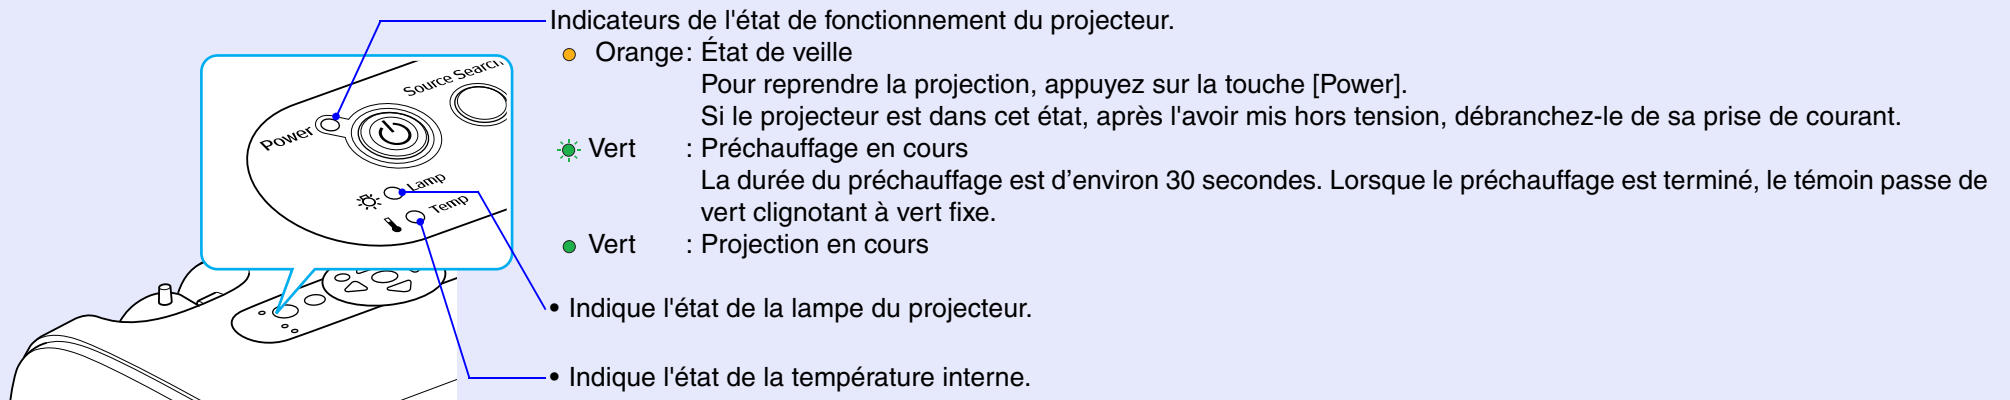 Indicateurs de l'état de fonctionnement du projecteur.
Orange: État de veille
Pour reprendre la projection, appuyez sur la touche [Power].
Si le projecteur est dans cet état, après l'avoir mis hors tension, débranchez-le de sa prise de courant.
Vert : Préchauffage en cours
La durée du préchauffage est d’environ 30 secondes. Lorsque le préchauffage est terminé, le témoin passe de
vert clignotant à vert fixe.
Vert : Projection en cours
• Indique l'état de la lampe du projecteur.
• Indique l'état de la température interne.
Source Search
Power
Lamp
Temp